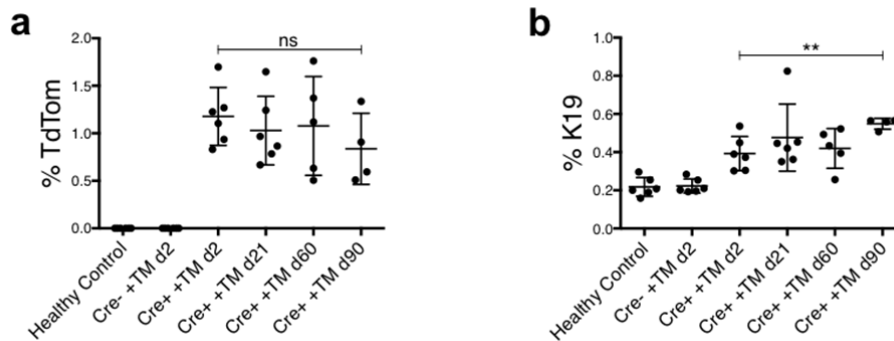 a
b
ns
**
% TdTom
% K19
2.0
1.5
1.0
0.5
0.0
1.0
0.8
0.6
0.4
0.2
0.0
Healthy Control
Cre- +TM d2
Cre+ +TM d2
Cre+ +TM d21
Cre+ +TM d60
Cre+ +TM d90
Healthy Control
Cre- +TM d2
Cre+ +TM d2
Cre+ +TM d21
Cre+ +TM d60
Cre+ +TM d90